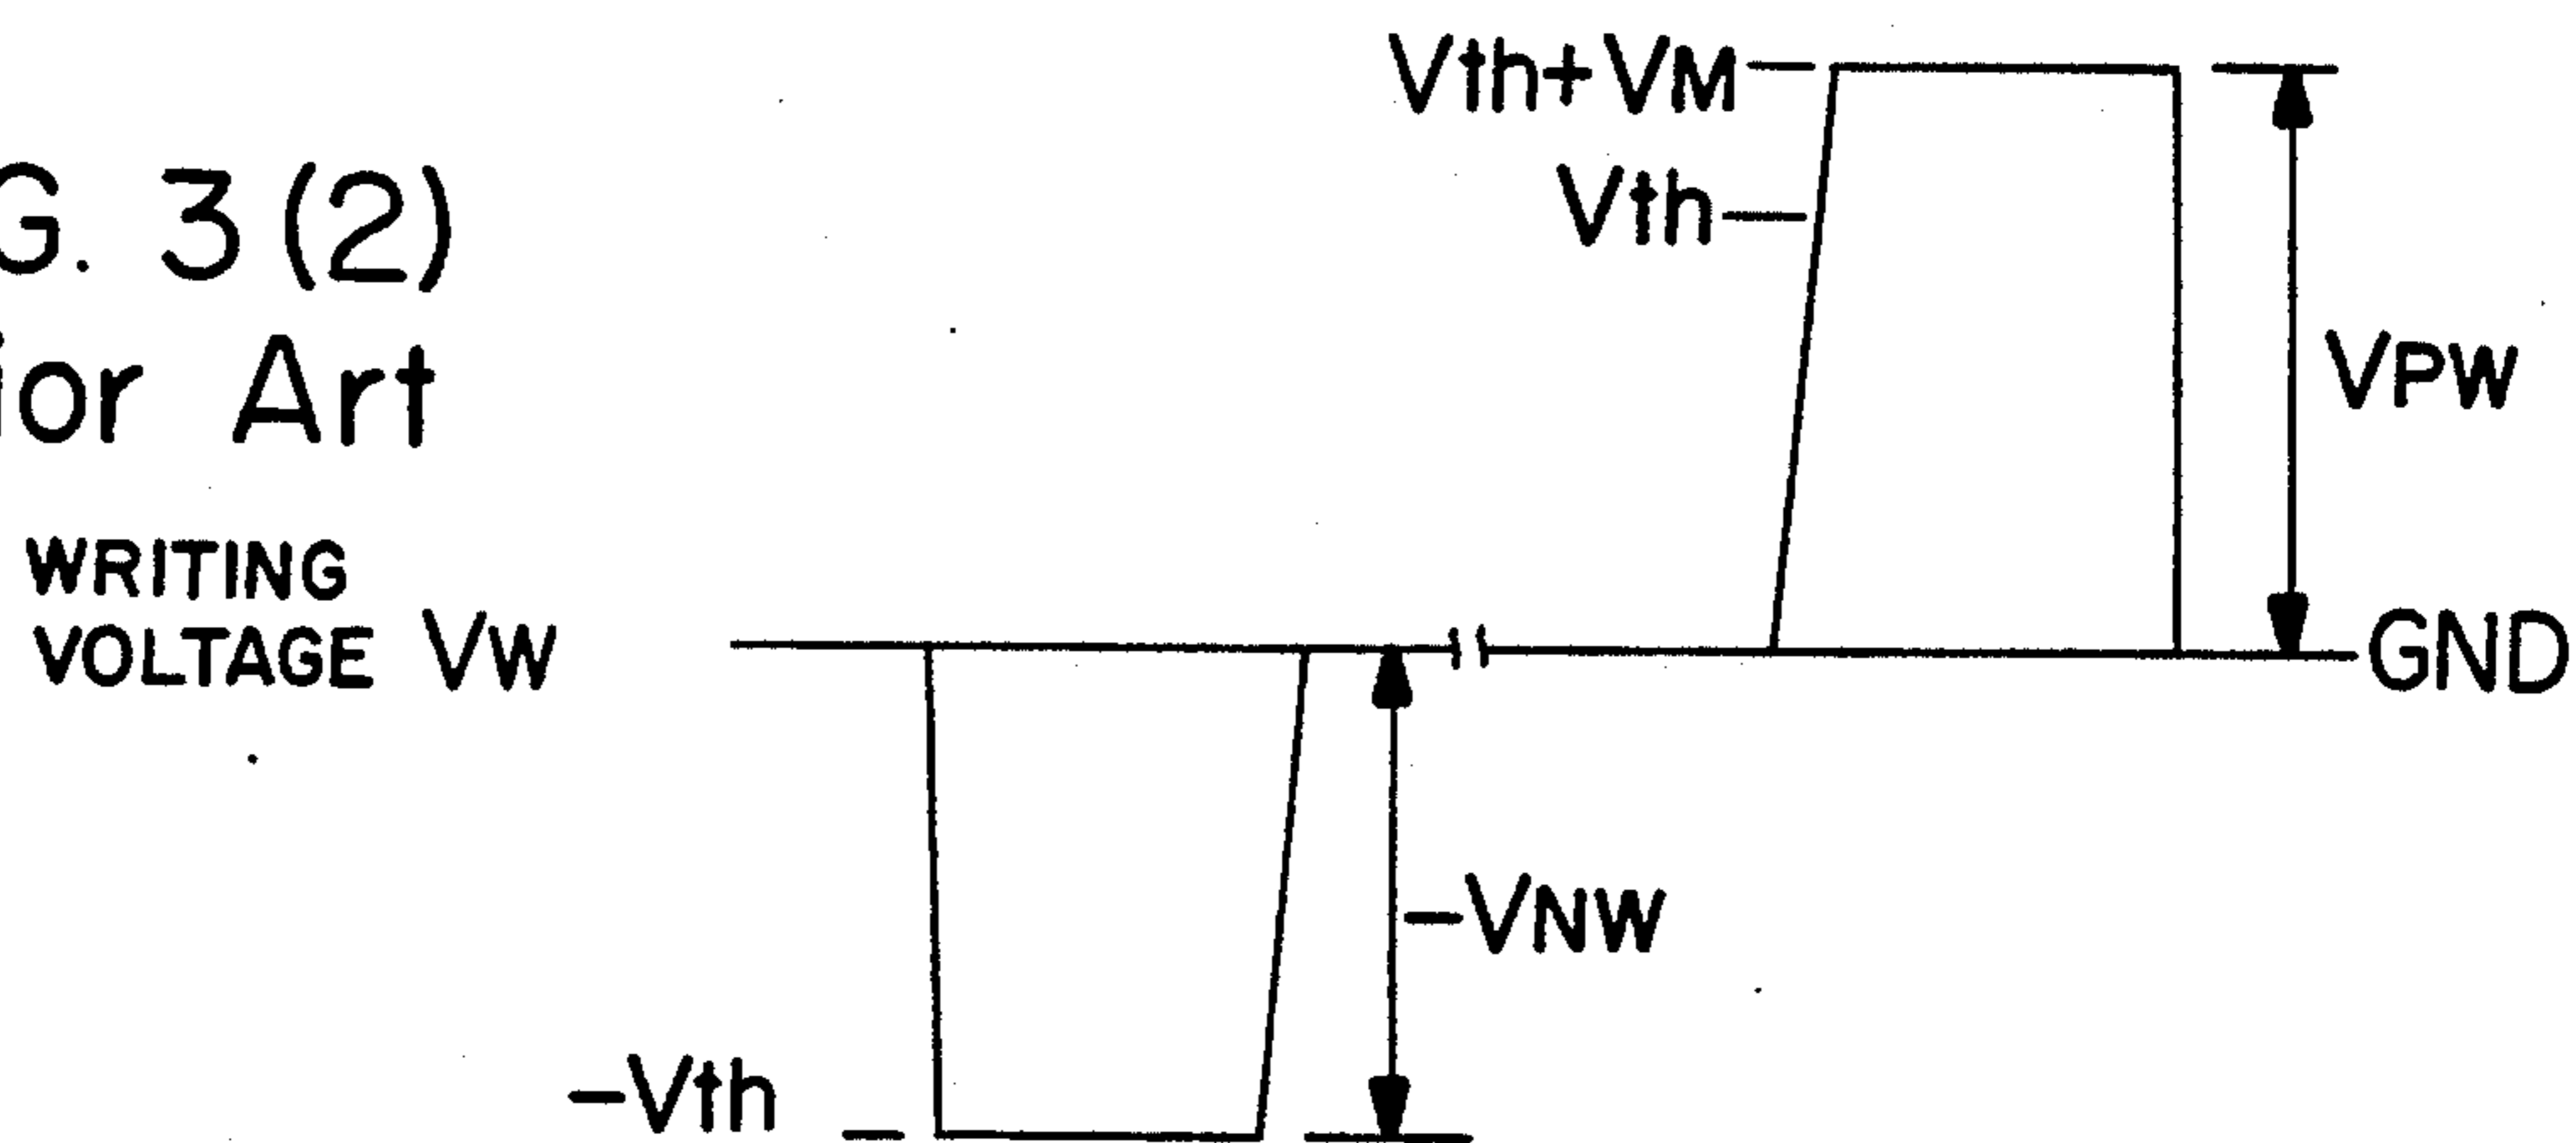 G. 3 (2)
ior Art
WRITING
VOLTAGE VW
Vth+VM
Vth
VPW
GND
-VNW
-Vth